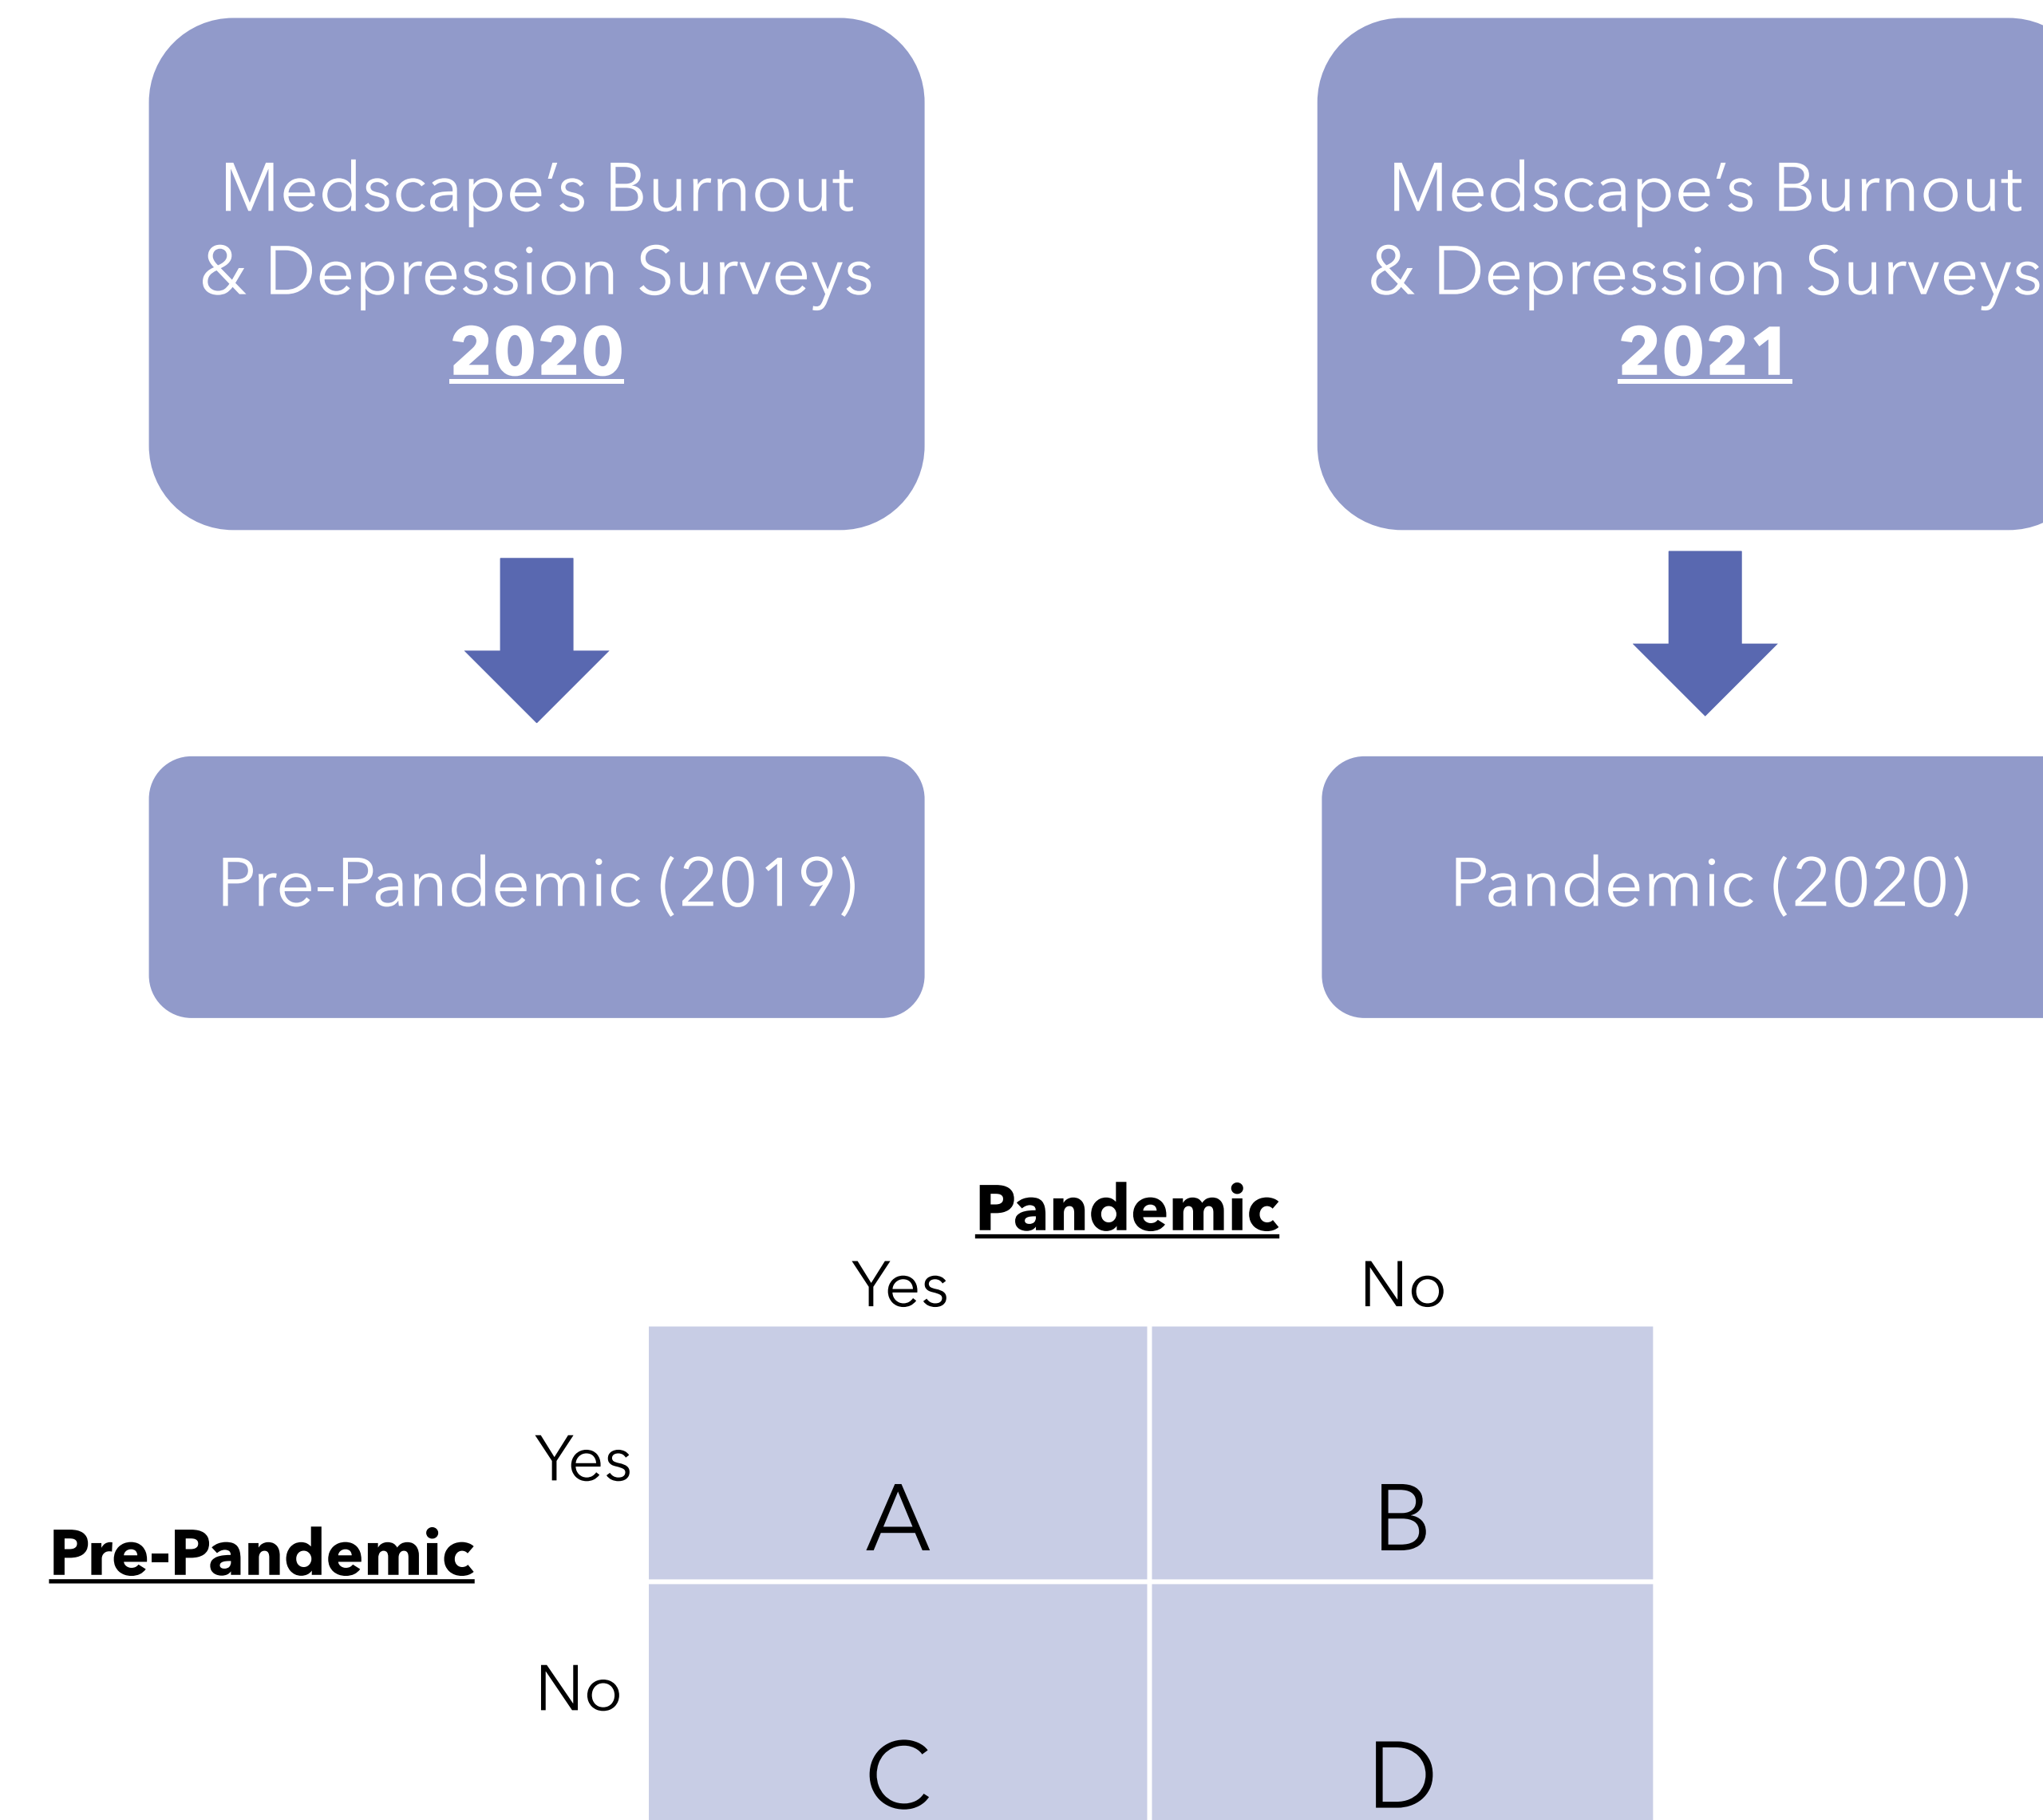 Medscape's Burnout
& Depression Surveys
2020
Medscape's Burnout
& Depression Surveys
2021
Pre-Pandemic (2019)
Pandemic (2020)
Pandemic
Yes No
Yes
A B
Pre-Pandemic
No
C D